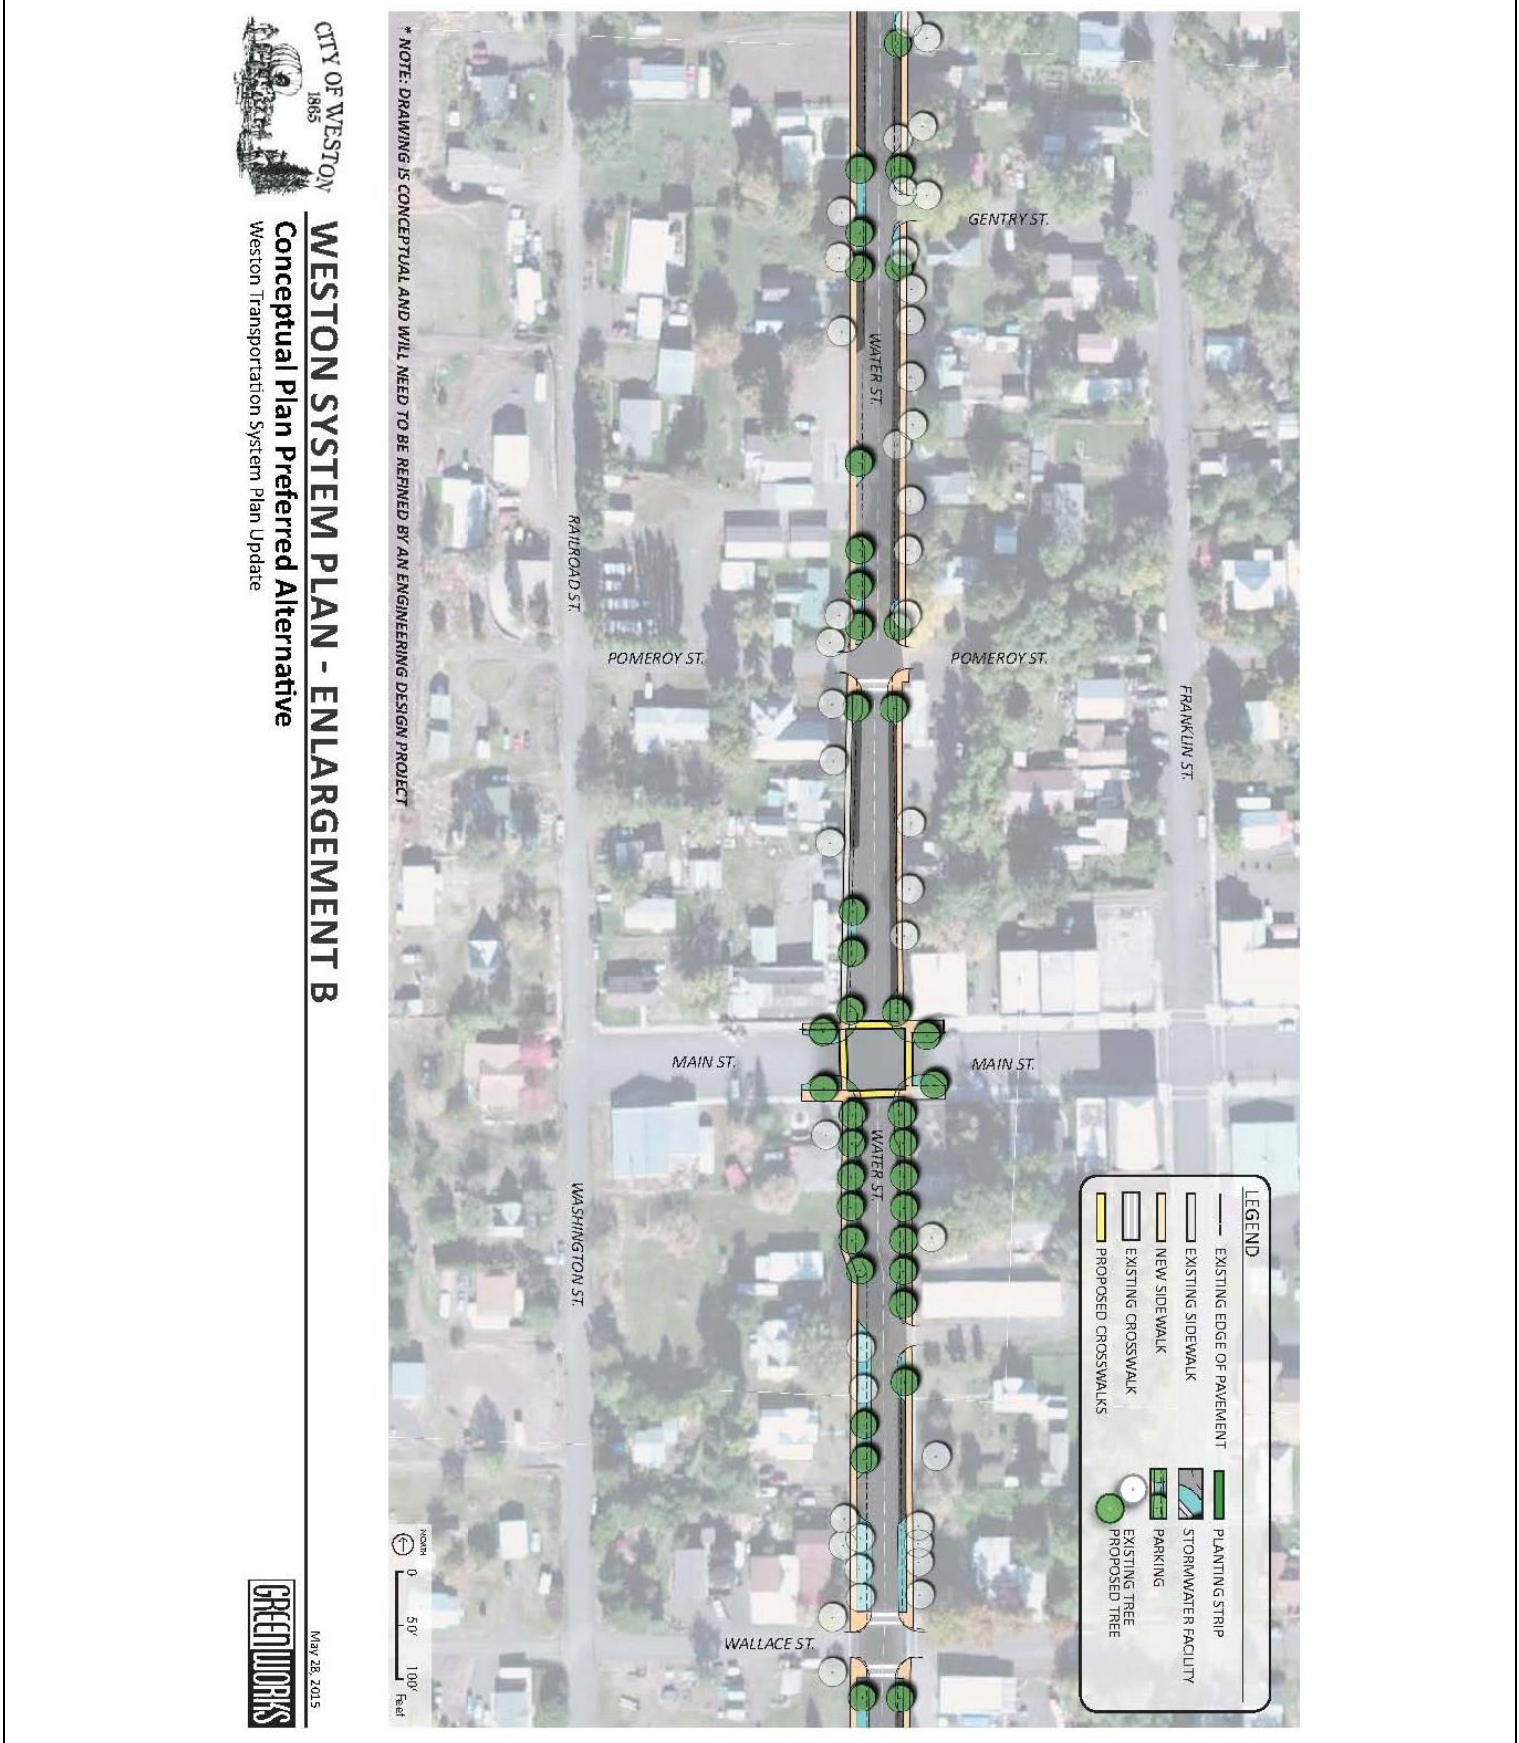 CITY OF WESTON
1865
WESTON SYSTEM PLAN - ENLARGEMENT B
Conceptual Plan Preferred Alternative
Weston Transportation System Plan Update
May 28, 2015
GREENWORKS
* NOTE: DRAWING IS CONCEPTUAL AND WILL NEED TO BE REFINED BY AN ENGINEERING DESIGN PROJECT
GENTRY ST.
WATER ST.
RAILROAD ST.
POMEROY ST.
POMEROY ST.
FRANKLIN ST.
MAIN ST.
MAIN ST.
WATER ST.
WASHINGTON ST.
WALLACE ST.
LEGEND
EXISTING EDGE OF PAVEMENT
EXISTING SIDEWALK
NEW SIDEWALK
EXISTING CROSSWALK
PROPOSED CROSSWALKS
PLANTING STRIP
STORMWATER FACILITY
PARKING
EXISTING TREE
PROPOSED TREE
NORTH
0 50' 100' Feet